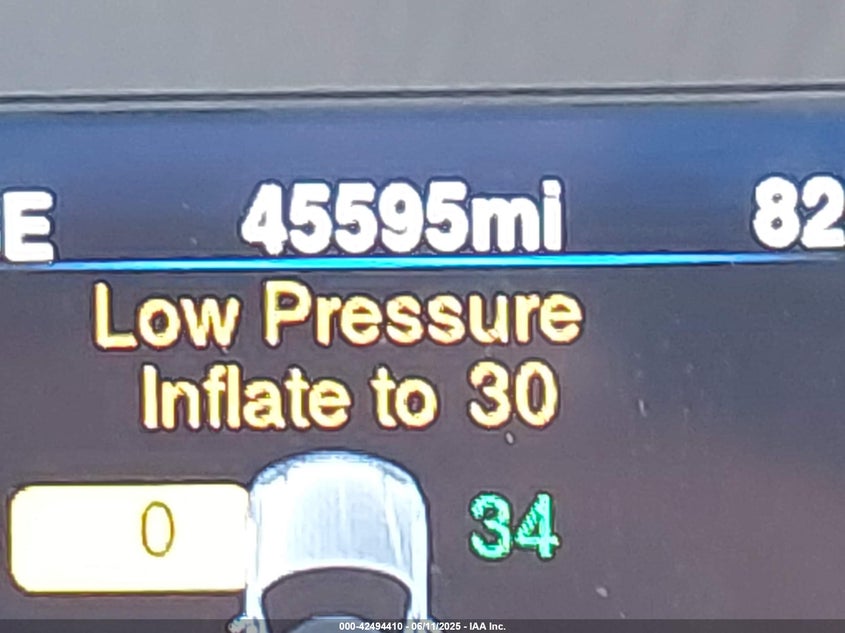 E 45595mi 82
Low Pressure
Inflate to 30
0 34
000-42494410 - 06/11/2025 - IAA Inc.